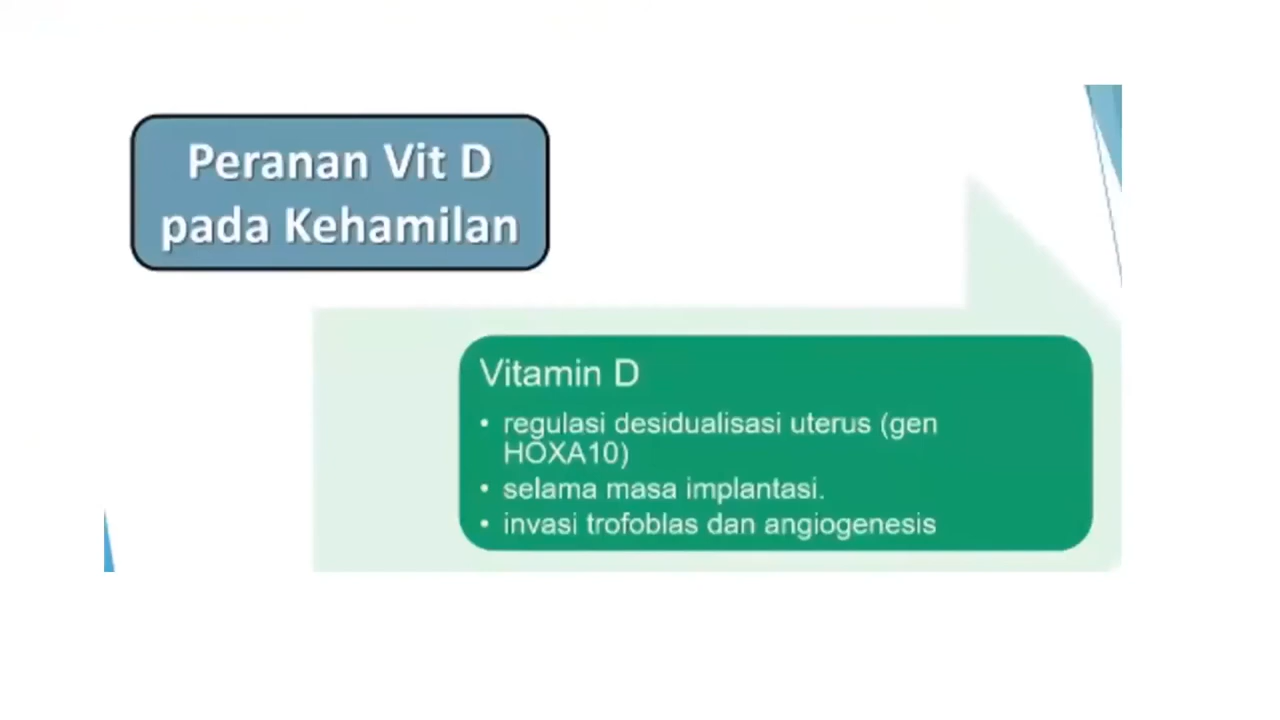 Peranan Vit D
pada Kehamilan
Vitamin D
• regulasi desidualisasi uterus (gen
HOXA10)
• selama masa implantasi.
• invasi trofoblas dan angiogenesis